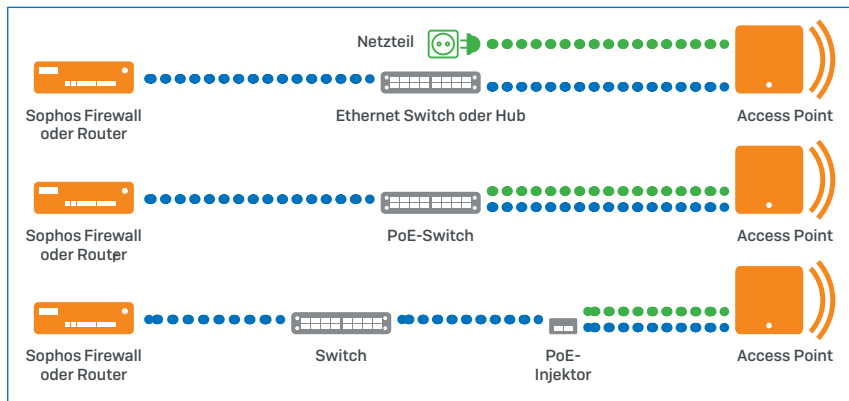 Netzteil
Sophos Firewall
oder Router
Ethernet Switch oder Hub
Access Point
Sophos Firewall
oder Router
PoE-Switch
Access Point
Sophos Firewall
oder Router
Switch
PoE-
Injektor
Access Point